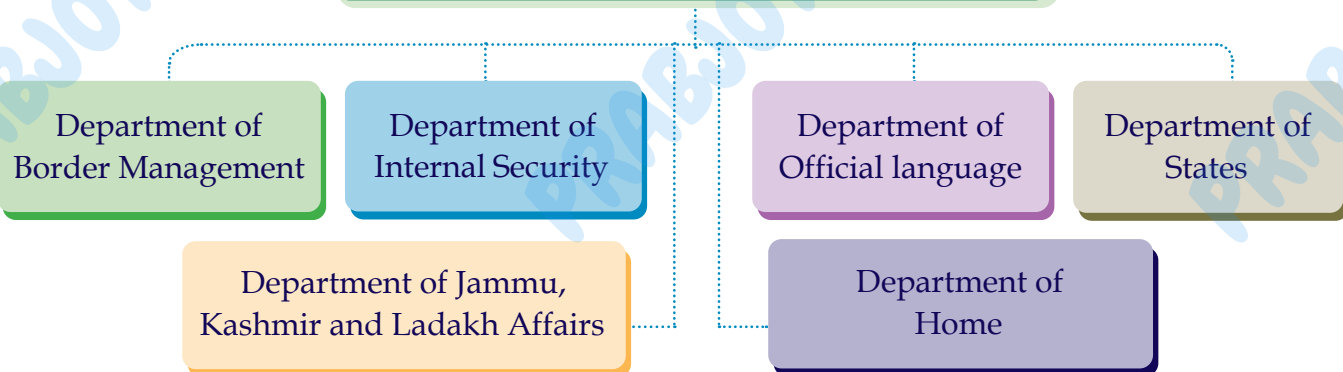 Department of
Border Management
Department of
Internal Security
Department of
Official language
Department of
States
Department of Jammu,
Kashmir and Ladakh Affairs
Department of
Home